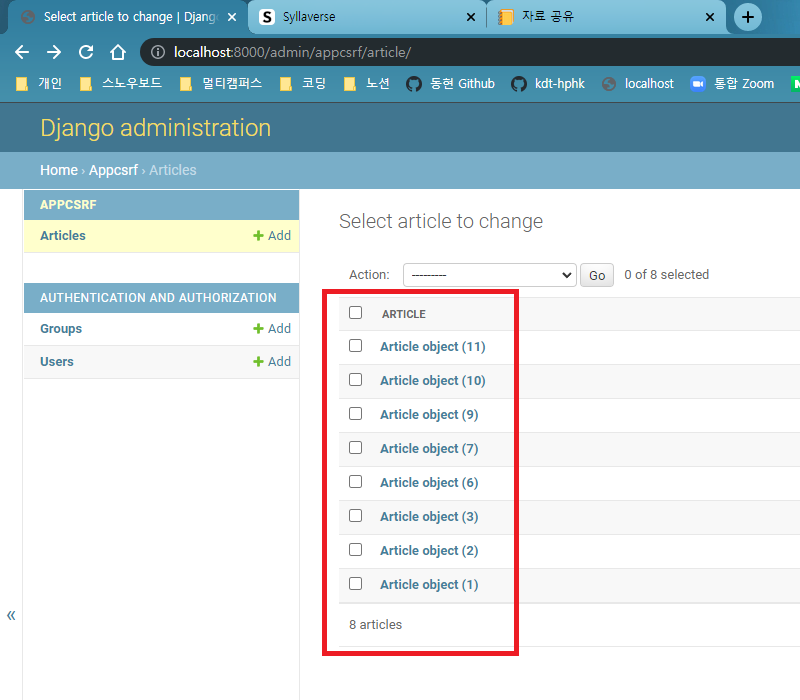 Select article to change | Django
Syllaverse
자료 공유
localhost:8000/admin/appcsrf/article/
개인 스노우보드 멀티캠퍼스 코딩 노션 동현 Github kdt-hphk localhost 통합 Zoom
Django administration
Home › Appcsrf › Articles
APPCSRF
Articles + Add
AUTHENTICATION AND AUTHORIZATION
Groups + Add
Users + Add
«
Select article to change
Action: --------- Go 0 of 8 selected
ARTICLE
Article object (11)
Article object (10)
Article object (9)
Article object (7)
Article object (6)
Article object (3)
Article object (2)
Article object (1)
8 articles